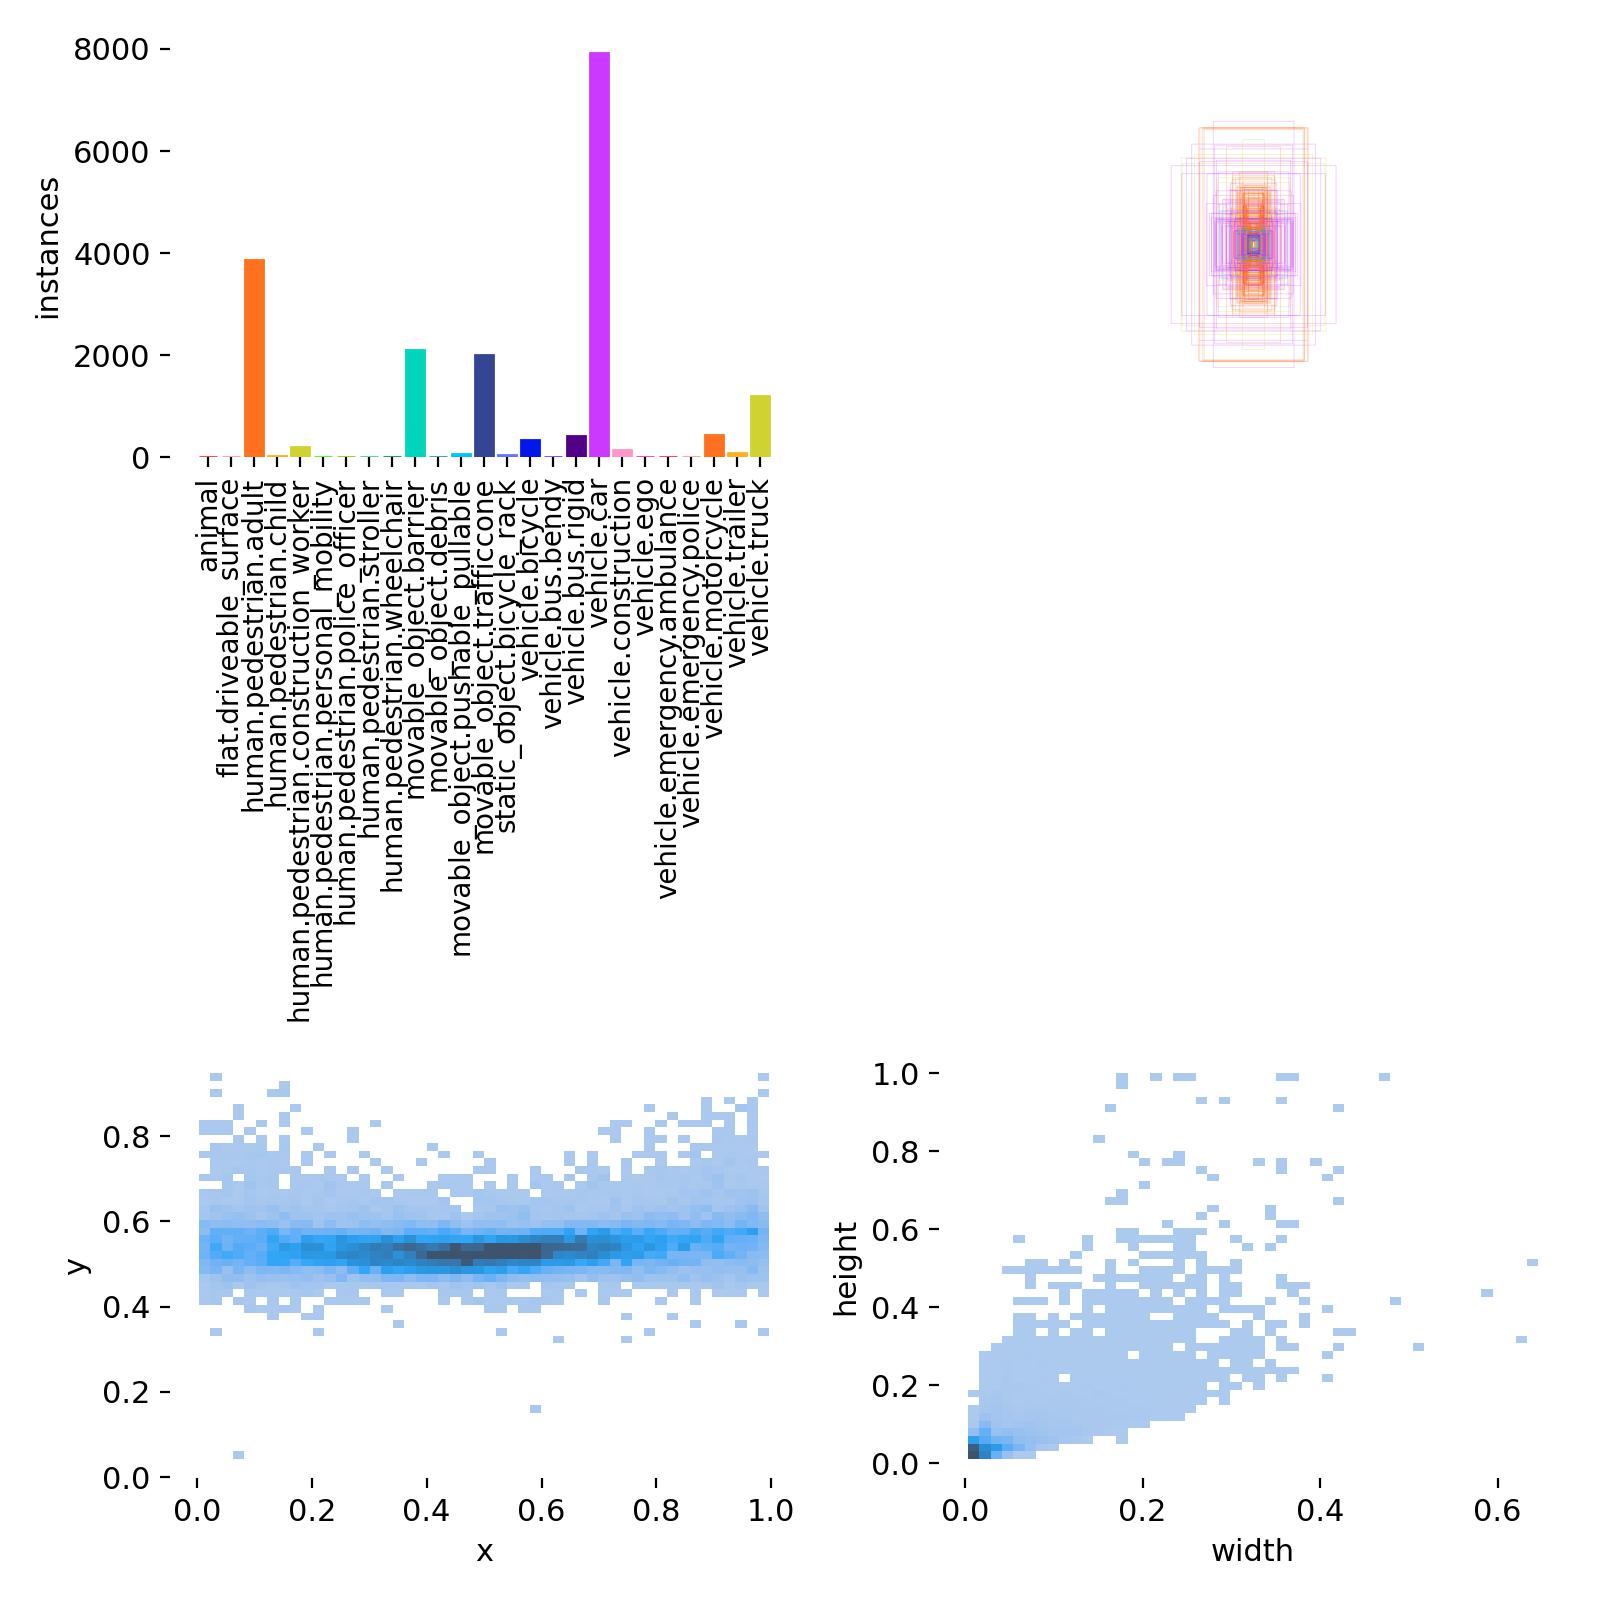 8000
6000
4000
2000
0
instances
animal
flat.driveable_surface
human.pedestrian.adult
human.pedestrian.child
human.pedestrian.construction_worker
human.pedestrian.personal_mobility
human.pedestrian.police_officer
human.pedestrian.stroller
human.pedestrian.wheelchair
movable_object.barrier
movable_object.debris
movable_object.pushable_pullable
movable_object.trafficcone
static_object.bicycle_rack
vehicle.bicycle
vehicle.bus.bendy
vehicle.bus.rigid
vehicle.car
vehicle.construction
vehicle.ego
vehicle.emergency.ambulance
vehicle.emergency.police
vehicle.motorcycle
vehicle.trailer
vehicle.truck
0.8
0.6
0.4
0.2
0.0
y
0.0 0.2 0.4 0.6 0.8 1.0
x
1.0
0.8
0.6
0.4
0.2
0.0
height
0.0 0.2 0.4 0.6
width